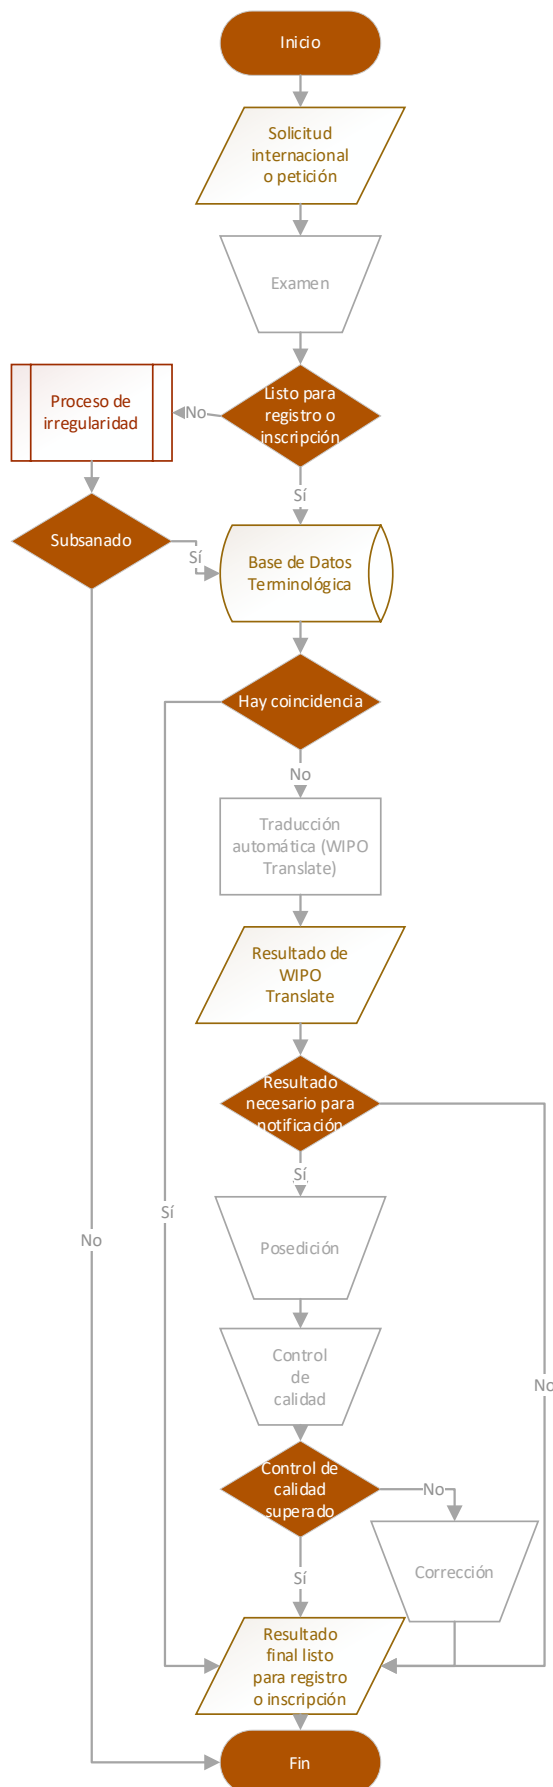 Inicio
Solicitud
internacional
o petición
Examen
Listo para
registro o
inscripción
No
Proceso de
irregularidad
Sí
Subsanado
Sí
Base de Datos
Terminológica
Hay coincidencia
No
Traducción
automática (WIPO
Translate)
Resultado de
WIPO
Translate
Resultado
necesario para
notificación
Sí
Sí
No
Posedición
Control
de
calidad
No
Control de
calidad
superado
No
Corrección
Sí
Resultado
final listo
para registro
o inscripción
Fin